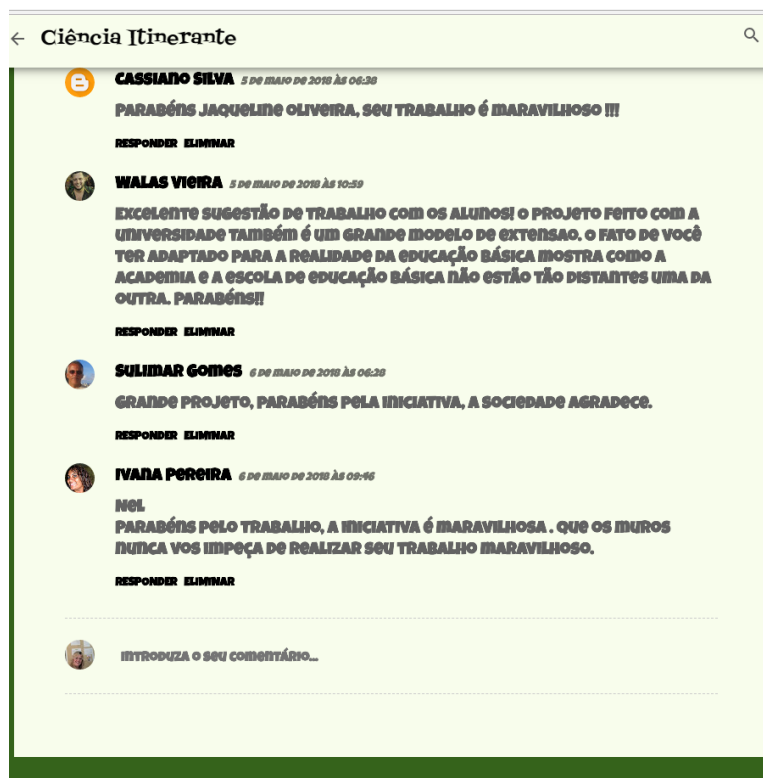 Ciência Itinerante
CASSIANO SILVA 5 DE MAIO DE 2018 ÀS 06:38
PARABÉNS JAQUELINE OLIVEIRA, SEU TRABALHO É MARAVILHOSO !!!
RESPONDER ELIMINAR
WALAS VIEIRA 5 DE MAIO DE 2018 ÀS 10:59
EXCELENTE SUGESTÃO DE TRABALHO COM OS ALUNOS! O PROJETO FEITO COM A
UNIVERSIDADE TAMBÉM É UM GRANDE MODELO DE EXTENSAO. O FATO DE VOCÊ
TER ADAPTADO PARA A REALIDADE DA EDUCAÇÃO BÁSICA MOSTRA COMO A
ACADEMIA E A ESCOLA DE EDUCAÇÃO BÁSICA NÃO ESTÃO TÃO DISTANTES UMA DA
OUTRA. PARABÉNS!!
RESPONDER ELIMINAR
SULIMAR GOMES 6 DE MAIO DE 2018 ÀS 06:28
GRANDE PROJETO, PARABÉNS PELA INICIATIVA, A SOCIEDADE AGRADECE.
RESPONDER ELIMINAR
IVANA PEREIRA 6 DE MAIO DE 2018 ÀS 09:46
NEL
PARABÉNS PELO TRABALHO, A INICIATIVA É MARAVILHOSA . QUE OS MUROS
NUNCA VOS IMPEÇA DE REALIZAR SEU TRABALHO MARAVILHOSO.
RESPONDER ELIMINAR
INTRODUZA O SEU COMENTÁRIO...